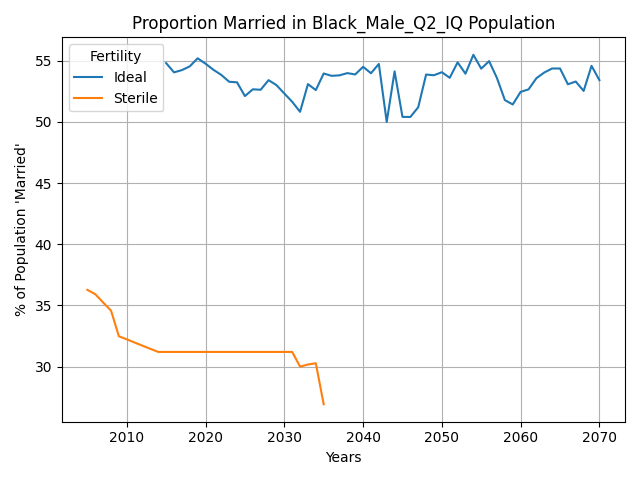 Proportion Married in Black_Male_Q2_IQ Population
Fertility
Ideal
Sterile
% of Population 'Married'
55
50
45
40
35
30
2010 2020 2030 2040 2050 2060 2070
Years